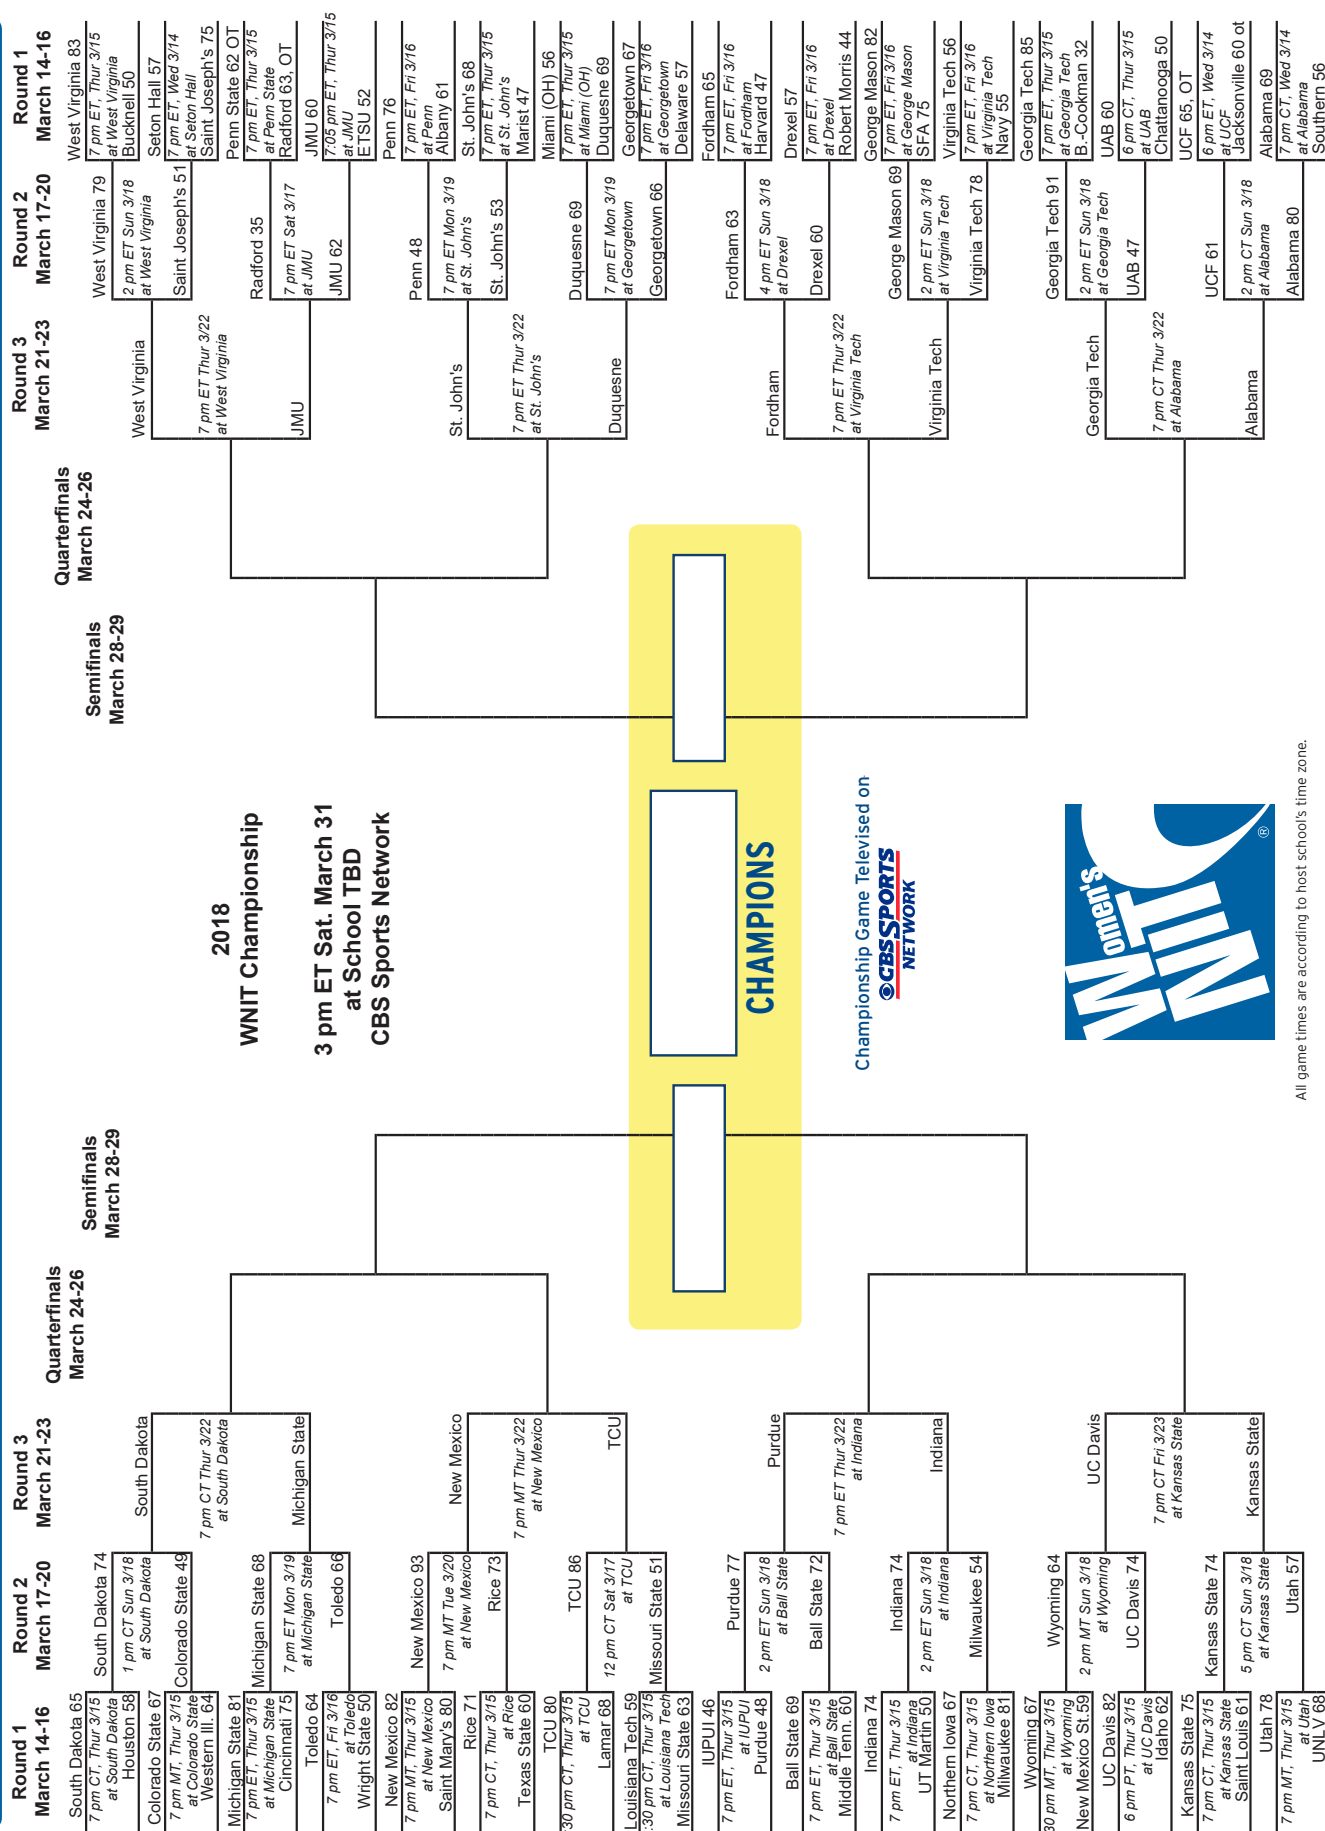 Round 1
March 14-16
Round 2
March 17-20
Round 3
March 21-23
Quarterfinals
March 24-26
Semifinals
March 28-29
Semifinals
March 28-29
Quarterfinals
March 24-26
Round 3
March 21-23
Round 2
March 17-20
Round 1
March 14-16
South Dakota 65
7 pm CT, Thur 3/15
at South Dakota
Houston 58
Colorado State 67
7 pm MT, Thur 3/15
at Colorado State
Western Ill. 64
Michigan State 81
7 pm ET, Thur 3/15
at Michigan State
Cincinnati 75
Toledo 64
7 pm ET, Fri 3/16
at Toledo
Wright State 50
New Mexico 82
7 pm MT, Thur 3/15
at New Mexico
Saint Mary's 80
Rice 71
7 pm CT, Thur 3/15
at Rice
Texas State 60
TCU 80
:30 pm CT, Thur 3/15
at TCU
Lamar 68
Louisiana Tech 59
:30 pm CT, Thur 3/15
at Louisiana Tech
Missouri State 63
IUPUI 46
7 pm ET, Thur 3/15
at IUPUI
Purdue 48
Ball State 69
7 pm ET, Thur 3/15
at Ball State
Middle Tenn. 60
Indiana 74
7 pm ET, Thur 3/15
at Indiana
UT Martin 50
Northern Iowa 67
7 pm CT, Thur 3/15
at Northern Iowa
Milwaukee 81
Wyoming 67
30 pm MT, Thur 3/15
at Wyoming
New Mexico St. 59
UC Davis 82
6 pm PT, Thur 3/15
at UC Davis
Idaho 62
Kansas State 75
7 pm CT, Thur 3/15
at Kansas State
Saint Louis 61
Utah 78
7 pm MT, Thur 3/15
at Utah
UNLV 68
South Dakota 74
1 pm CT Sun 3/18
at South Dakota
Colorado State 49
Michigan State 68
7 pm ET Mon 3/19
at Michigan State
Toledo 66
New Mexico 93
7 pm MT Tue 3/20
at New Mexico
Rice 73
TCU 86
12 pm CT Sat 3/17
at TCU
Missouri State 51
Purdue 77
2 pm ET Sun 3/18
at Ball State
Ball State 72
Indiana 74
2 pm ET Sun 3/18
at Indiana
Milwaukee 54
Wyoming 64
2 pm MT Sun 3/18
at Wyoming
UC Davis 74
Kansas State 74
5 pm CT Sun 3/18
at Kansas State
Utah 57
South Dakota
7 pm CT Thur 3/22
at South Dakota
Michigan State
New Mexico
7 pm MT Thur 3/22
at New Mexico
TCU
Purdue
7 pm ET Thur 3/22
at Indiana
Indiana
UC Davis
7 pm CT Fri 3/23
at Kansas State
Kansas State
2018
WNIT Championship
3 pm ET Sat. March 31
at School TBD
CBS Sports Network
CHAMPIONS
Championship Game Televised on
CBS SPORTS
NETWORK
Women's
NIT
®
All game times are according to host school's time zone.
West Virginia
7 pm ET Thur 3/22
at West Virginia
JMU
St. John's
7 pm ET Thur 3/22
at St. John's
Duquesne
Fordham
7 pm ET Thur 3/22
at Virginia Tech
Virginia Tech
Georgia Tech
7 pm CT Thur 3/22
at Alabama
Alabama
West Virginia 79
2 pm ET Sun 3/18
at West Virginia
Saint Joseph's 51
Radford 35
7 pm ET Sat 3/17
at JMU
JMU 62
Penn 48
7 pm ET Mon 3/19
at St. John's
St. John's 53
Duquesne 69
7 pm ET Mon 3/19
at Georgetown
Georgetown 66
Fordham 63
4 pm ET Sun 3/18
at Drexel
Drexel 60
George Mason 69
2 pm ET Sun 3/18
at Virginia Tech
Virginia Tech 78
Georgia Tech 91
2 pm ET Sun 3/18
at Georgia Tech
UAB 47
UCF 61
2 pm CT Sun 3/18
at Alabama
Alabama 80
West Virginia 83
7 pm ET, Thur 3/15
at West Virginia
Bucknell 50
Seton Hall 57
7 pm ET, Wed 3/14
at Seton Hall
Saint Joseph's 75
Penn State 62 OT
7 pm ET, Thur 3/15
at Penn State
Radford 63, OT
JMU 60
7:05 pm ET, Thur 3/15
at JMU
ETSU 52
Penn 76
7 pm ET, Fri 3/16
at Penn
Albany 61
St. John's 68
7 pm ET, Thur 3/15
at St. John's
Marist 47
Miami (OH) 56
7 pm ET, Thur 3/15
at Miami (OH)
Duquesne 69
Georgetown 67
7 pm ET, Fri 3/16
at Georgetown
Delaware 57
Fordham 65
7 pm ET, Fri 3/16
at Fordham
Harvard 47
Drexel 57
7 pm ET, Fri 3/16
at Drexel
Robert Morris 44
George Mason 82
7 pm ET, Fri 3/16
at George Mason
SFA 75
Virginia Tech 56
7 pm ET, Fri 3/16
at Virginia Tech
Navy 55
Georgia Tech 85
7 pm ET, Thur 3/15
at Georgia Tech
B.-Cookman 32
UAB 60
6 pm CT, Thur 3/15
at UAB
Chattanooga 50
UCF 65, OT
6 pm ET, Wed 3/14
at UCF
Jacksonville 60 ot
Alabama 69
7 pm CT, Wed 3/14
at Alabama
Southern 56